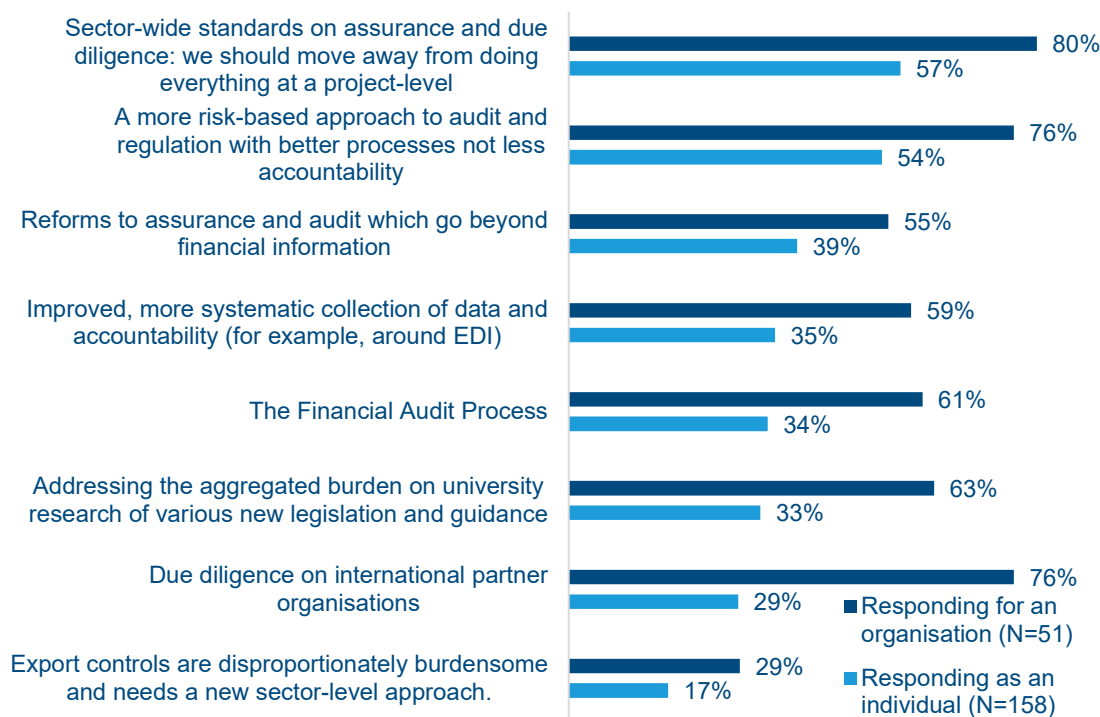 Sector-wide standards on assurance and due
diligence: we should move away from doing
everything at a project-level
80%
57%
A more risk-based approach to audit and
regulation with better processes not less
accountability
76%
54%
Reforms to assurance and audit which go beyond
financial information
55%
39%
Improved, more systematic collection of data and
accountability (for example, around EDI)
59%
35%
The Financial Audit Process
61%
34%
Addressing the aggregated burden on university
research of various new legislation and guidance
63%
33%
Due diligence on international partner
organisations
76%
29%
Export controls are disproportionately burdensome
and needs a new sector-level approach.
29%
17%
Responding for an
organisation (N=51)
Responding as an
individual (N=158)